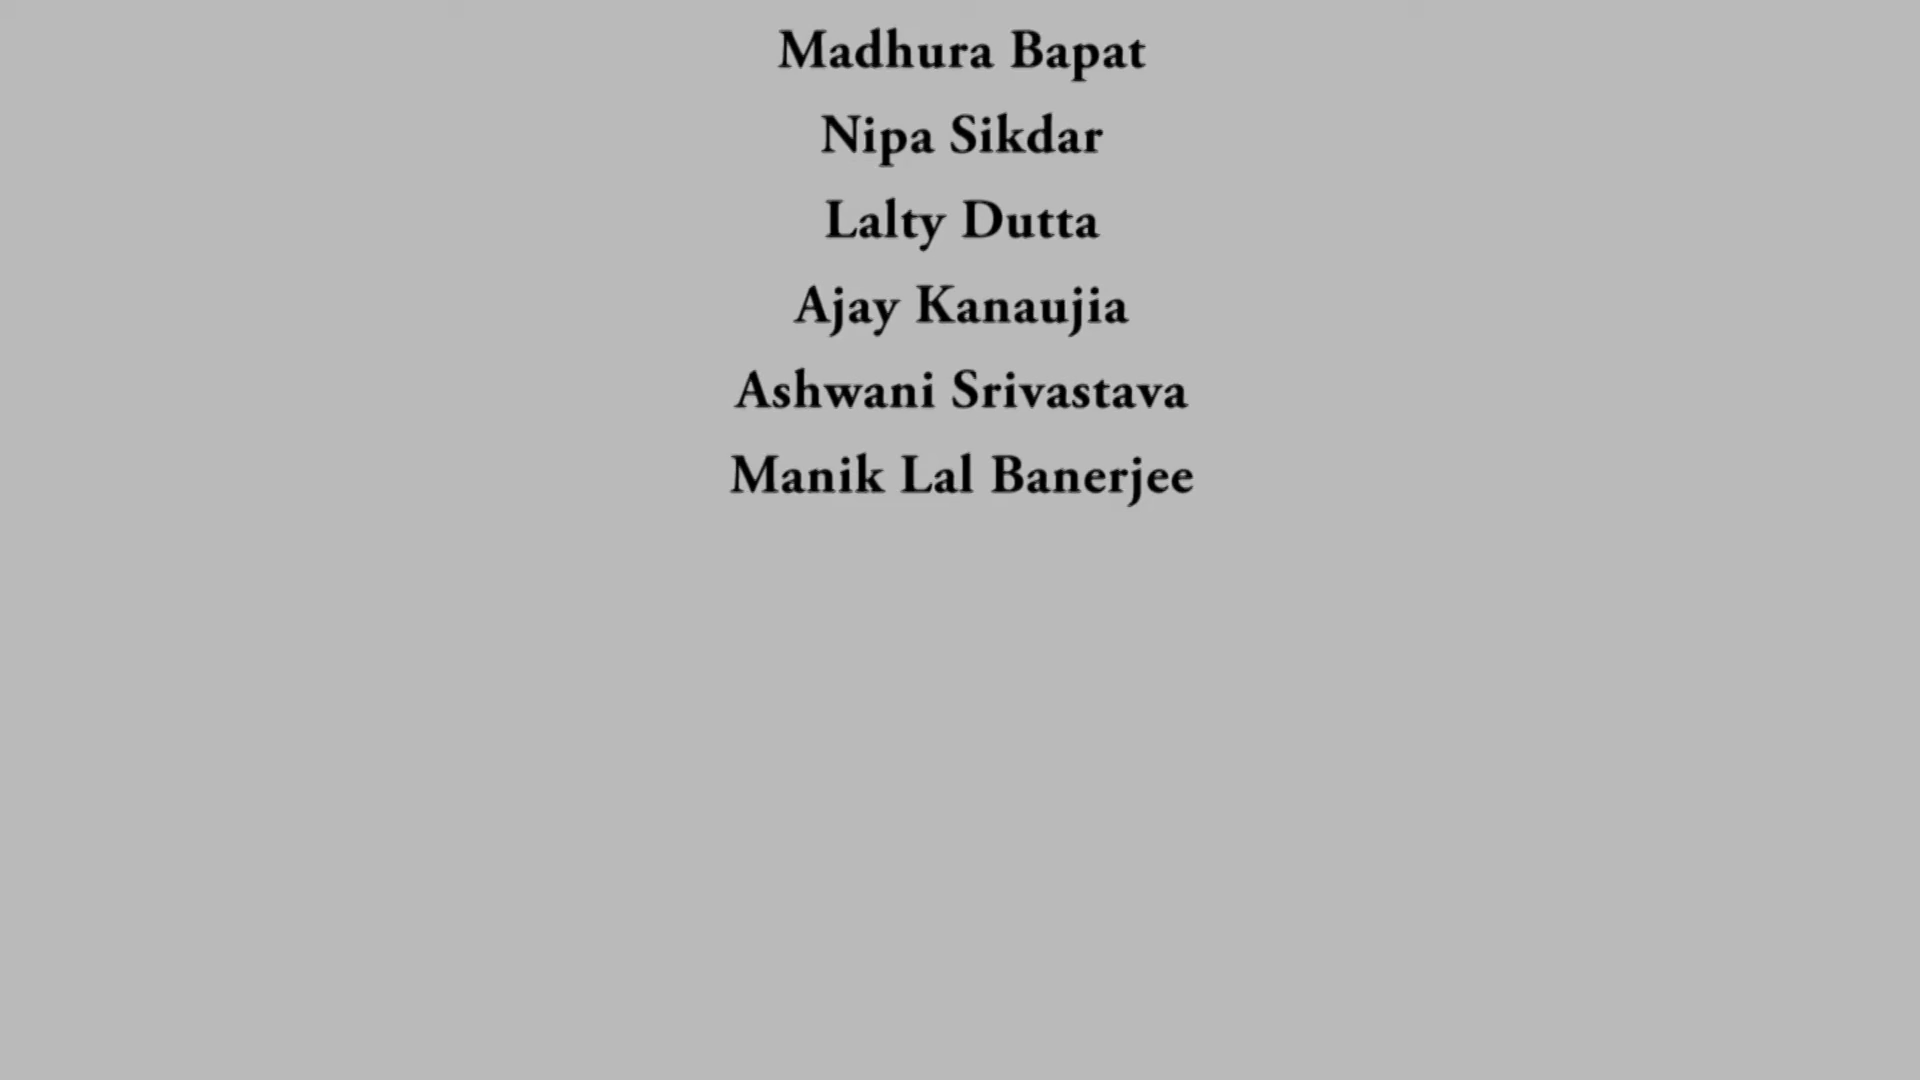 Madhura Bapat
Nipa Sikdar
Lalty Dutta
Ajay Kanaujia
Ashwani Srivastava
Manik Lal Banerjee